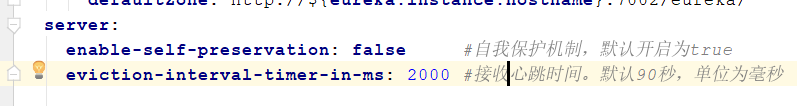 defaultZone: http://${eureka.instance.hostname}:7002/eureka/
server:
enable-self-preservation: false #自我保护机制，默认开启为true
eviction-interval-timer-in-ms: 2000 #接收心跳时间。默认90秒，单位为毫秒